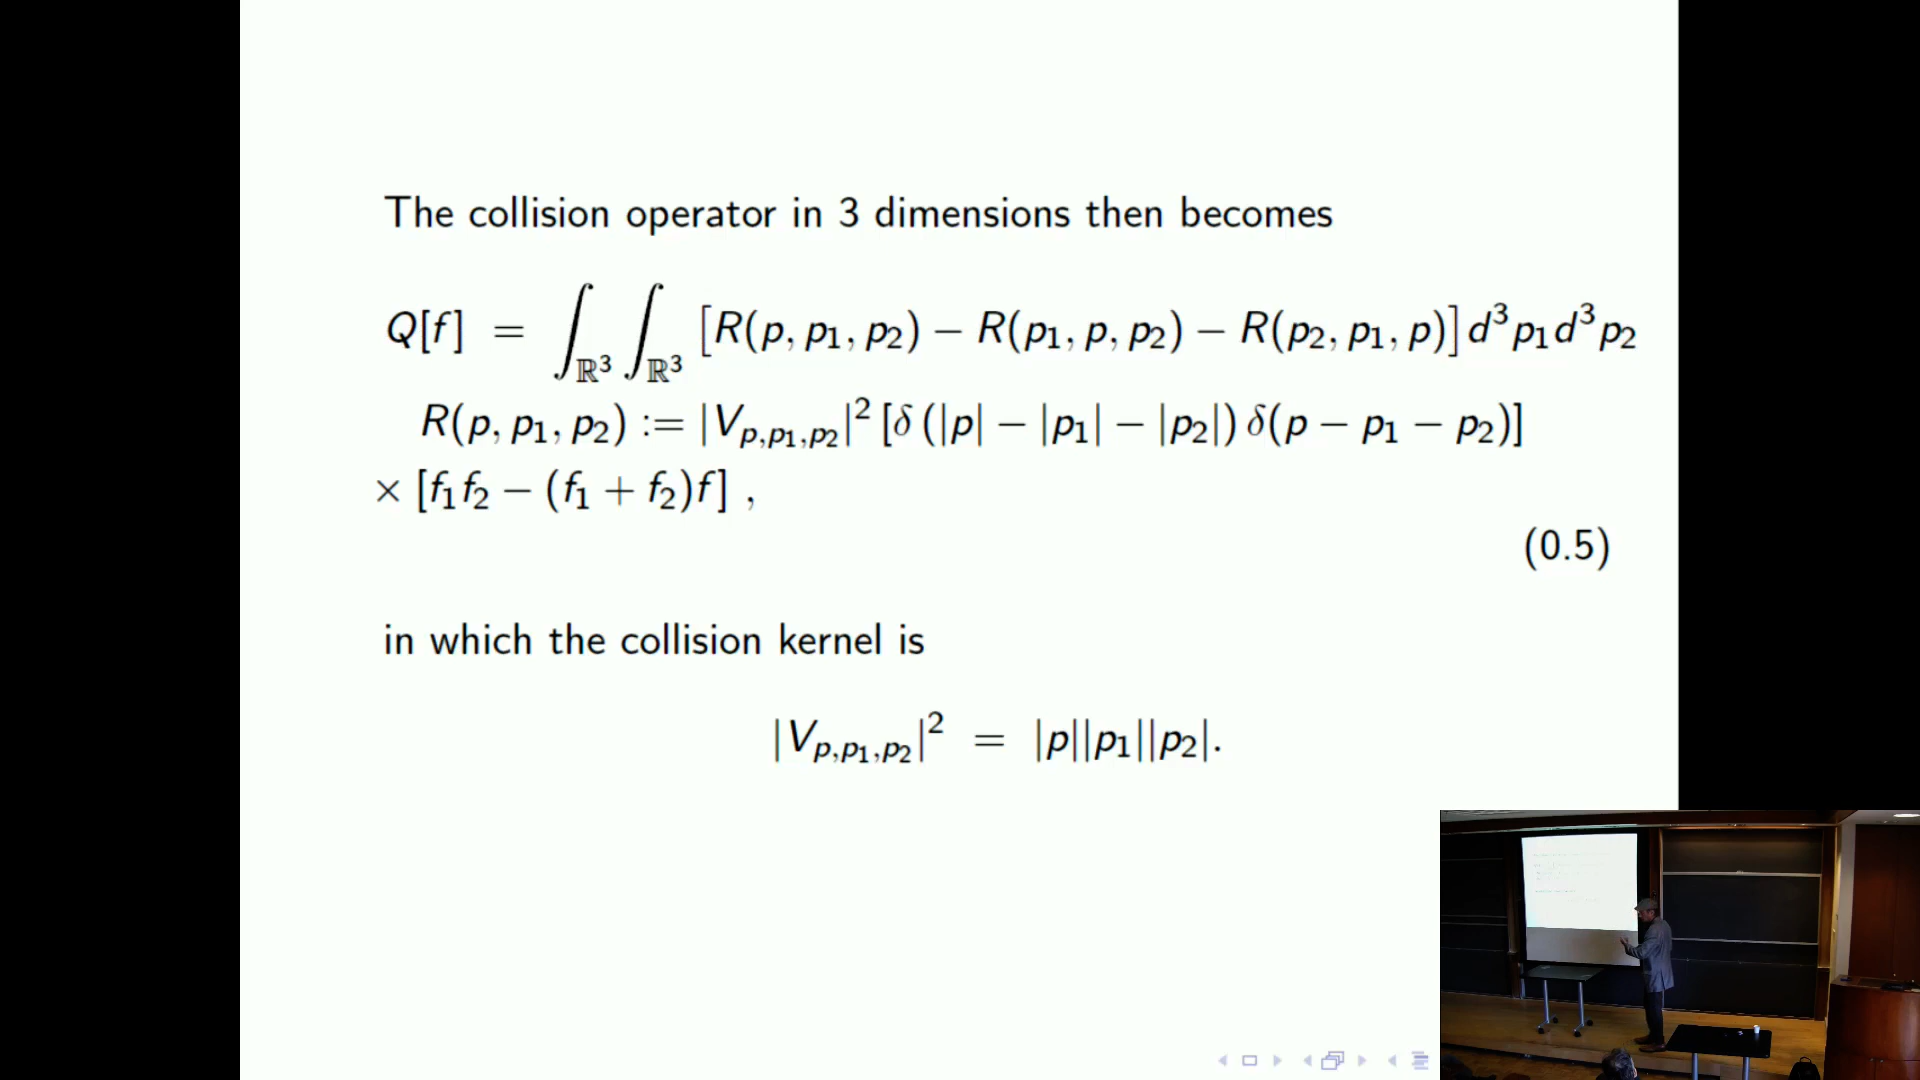 The collision operator in 3 dimensions then becomes
Q[f] = ∫_ℝ³ ∫_ℝ³ [R(p, p₁, p₂) − R(p₁, p, p₂) − R(p₂, p₁, p)] d³p₁d³p₂
R(p, p₁, p₂) := |V_{p,p₁,p₂}|² [δ (|p| − |p₁| − |p₂|) δ(p − p₁ − p₂)]
× [f₁f₂ − (f₁ + f₂)f] ,
(0.5)
in which the collision kernel is
|V_{p,p₁,p₂}|² = |p||p₁||p₂|.